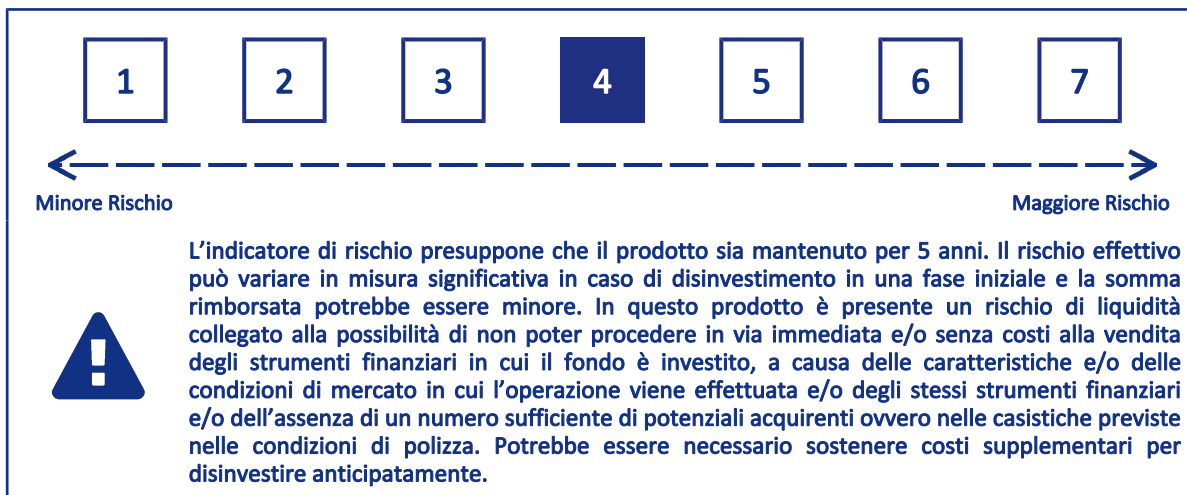 1 2 3 4 5 6 7
Minore Rischio Maggiore Rischio
L’indicatore di rischio presuppone che il prodotto sia mantenuto per 5 anni. Il rischio effettivo
può variare in misura significativa in caso di disinvestimento in una fase iniziale e la somma
rimborsata potrebbe essere minore. In questo prodotto è presente un rischio di liquidità
collegato alla possibilità di non poter procedere in via immediata e/o senza costi alla vendita
degli strumenti finanziari in cui il fondo è investito, a causa delle caratteristiche e/o delle
condizioni di mercato in cui l’operazione viene effettuata e/o degli stessi strumenti finanziari
e/o dell’assenza di un numero sufficiente di potenziali acquirenti ovvero nelle casistiche previste
nelle condizioni di polizza. Potrebbe essere necessario sostenere costi supplementari per
disinvestire anticipatamente.